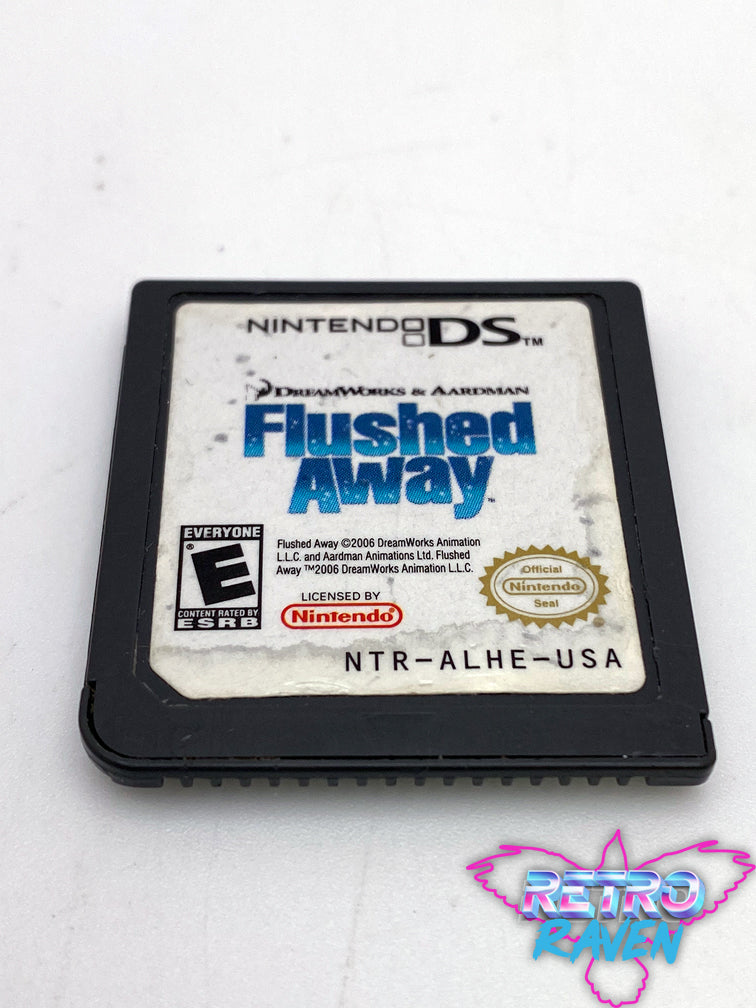 NINTENDO DS™
DREAMWORKS & AARDMAN
Flushed
Away™
EVERYONE
E
CONTENT RATED BY
ESRB
Flushed Away ©2006 DreamWorks Animation
L.L.C. and Aardman Animations Ltd. Flushed
Away ™2006 DreamWorks Animation L.L.C.
LICENSED BY
Nintendo®
Official
Nintendo
Seal
NTR-ALHE-USA
RETRO
RAVEN